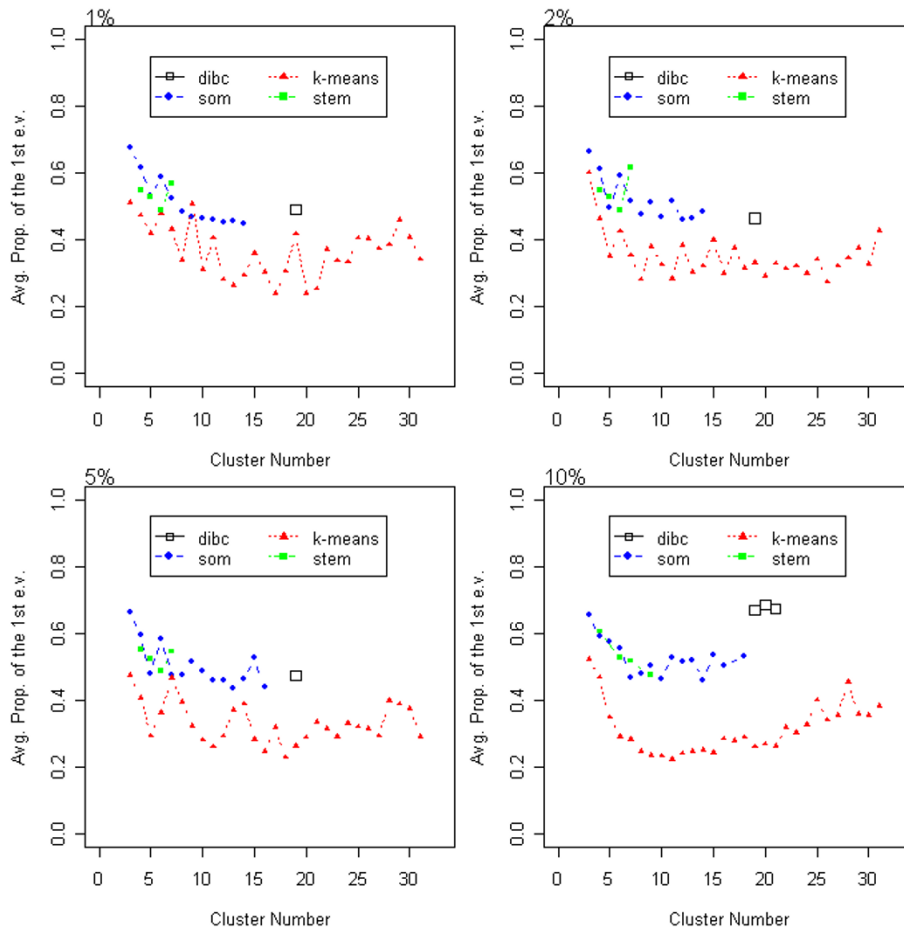 1%
1.0
0.8
0.6
0.4
0.2
0.0
Avg. Prop. of the 1st e.v.
dibc k-means
som stem
0 5 10 15 20 25 30
Cluster Number
2%
1.0
0.8
0.6
0.4
0.2
0.0
Avg. Prop. of the 1st e.v.
dibc k-means
som stem
0 5 10 15 20 25 30
Cluster Number
5%
1.0
0.8
0.6
0.4
0.2
0.0
Avg. Prop. of the 1st e.v.
dibc k-means
som stem
0 5 10 15 20 25 30
Cluster Number
10%
1.0
0.8
0.6
0.4
0.2
0.0
Avg. Prop. of the 1st e.v.
dibc k-means
som stem
0 5 10 15 20 25 30
Cluster Number